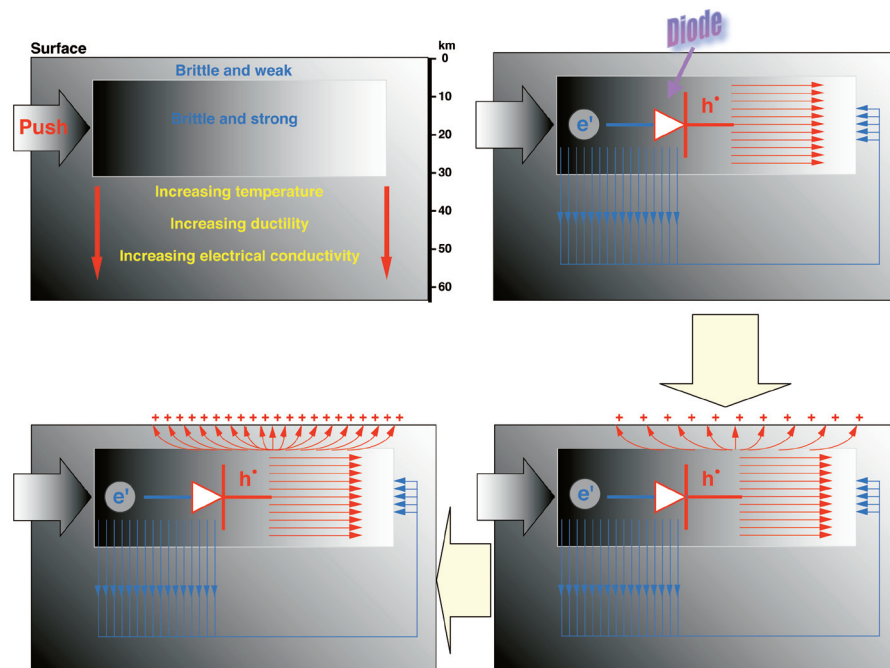 Surface
km
0
Brittle and weak
10
Push
Brittle and strong
20
30
Increasing temperature
40
Increasing ductility
50
Increasing electrical conductivity
60
Diode
e' h•
+ + + + + + + + + + + + + + + + + + +
e' h•
+ + + + + + + + + + +
e' h•